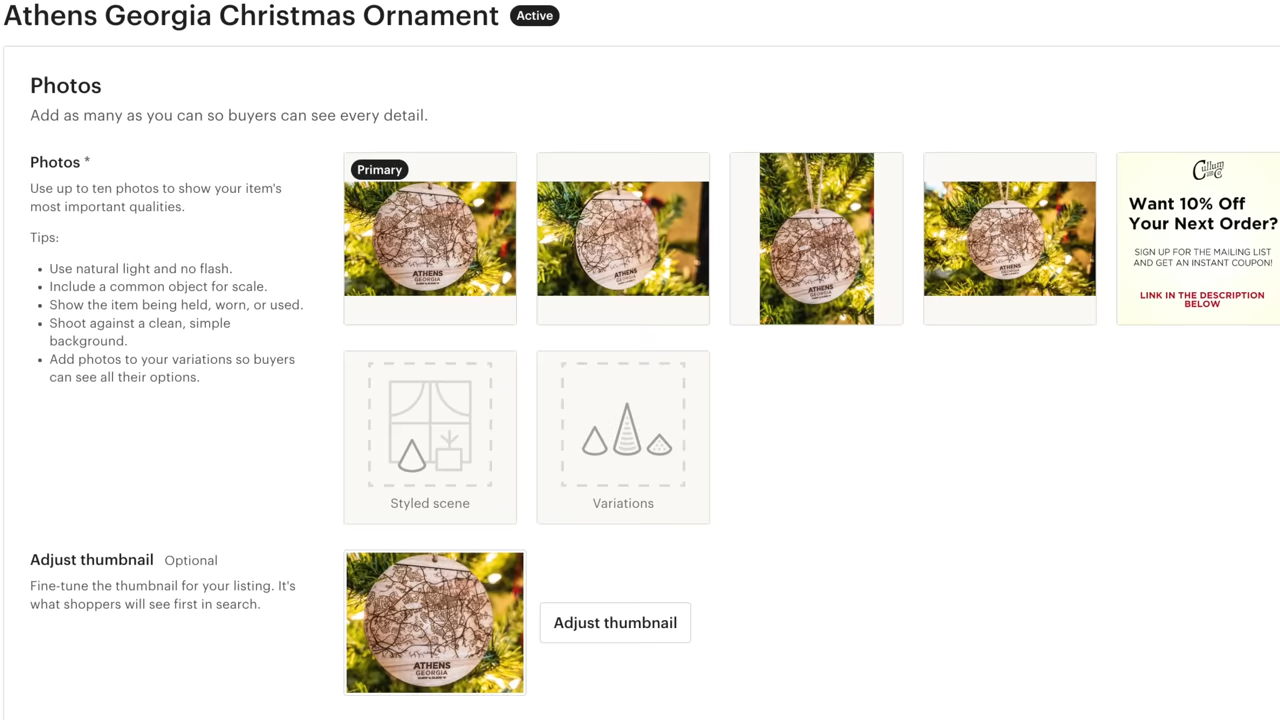 Athens Georgia Christmas Ornament Active
Photos
Add as many as you can so buyers can see every detail.
Photos *
Use up to ten photos to show your item's
most important qualities.
Tips:
• Use natural light and no flash.
• Include a common object for scale.
• Show the item being held, worn, or used.
• Shoot against a clean, simple
background.
• Add photos to your variations so buyers
can see all their options.
Primary
ATHENS
GEORGIA
ATHENS
GEORGIA
ATHENS
GEORGIA
ATHENS
GEORGIA
Cullum
and Co
Want 10% Off
Your Next Order?
SIGN UP FOR THE MAILING LIST
AND GET AN INSTANT COUPON!
LINK IN THE DESCRIPTION
BELOW
Styled scene
Variations
Adjust thumbnail Optional
Fine-tune the thumbnail for your listing. It's
what shoppers will see first in search.
ATHENS
GEORGIA
Adjust thumbnail